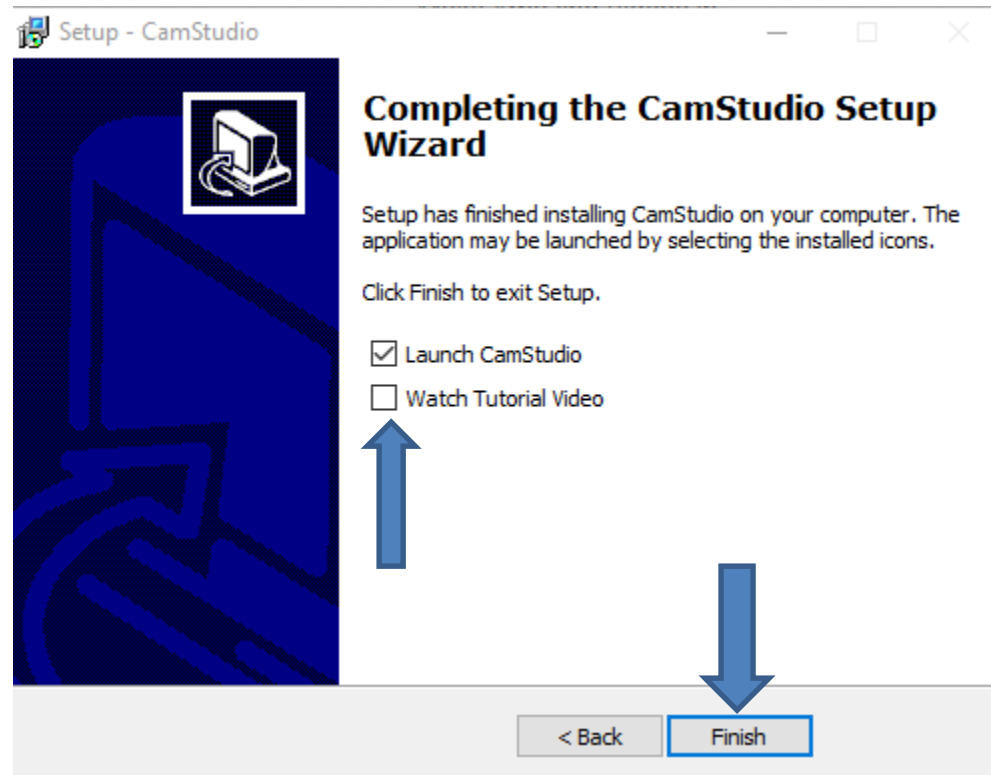 Setup - CamStudio
Completing the CamStudio Setup
Wizard
Setup has finished installing CamStudio on your computer. The
application may be launched by selecting the installed icons.
Click Finish to exit Setup.
Launch CamStudio
Watch Tutorial Video
< Back
Finish